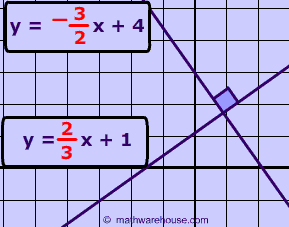 y = -3/2 x + 4
y = 2/3 x + 1
© mathwarehouse.com